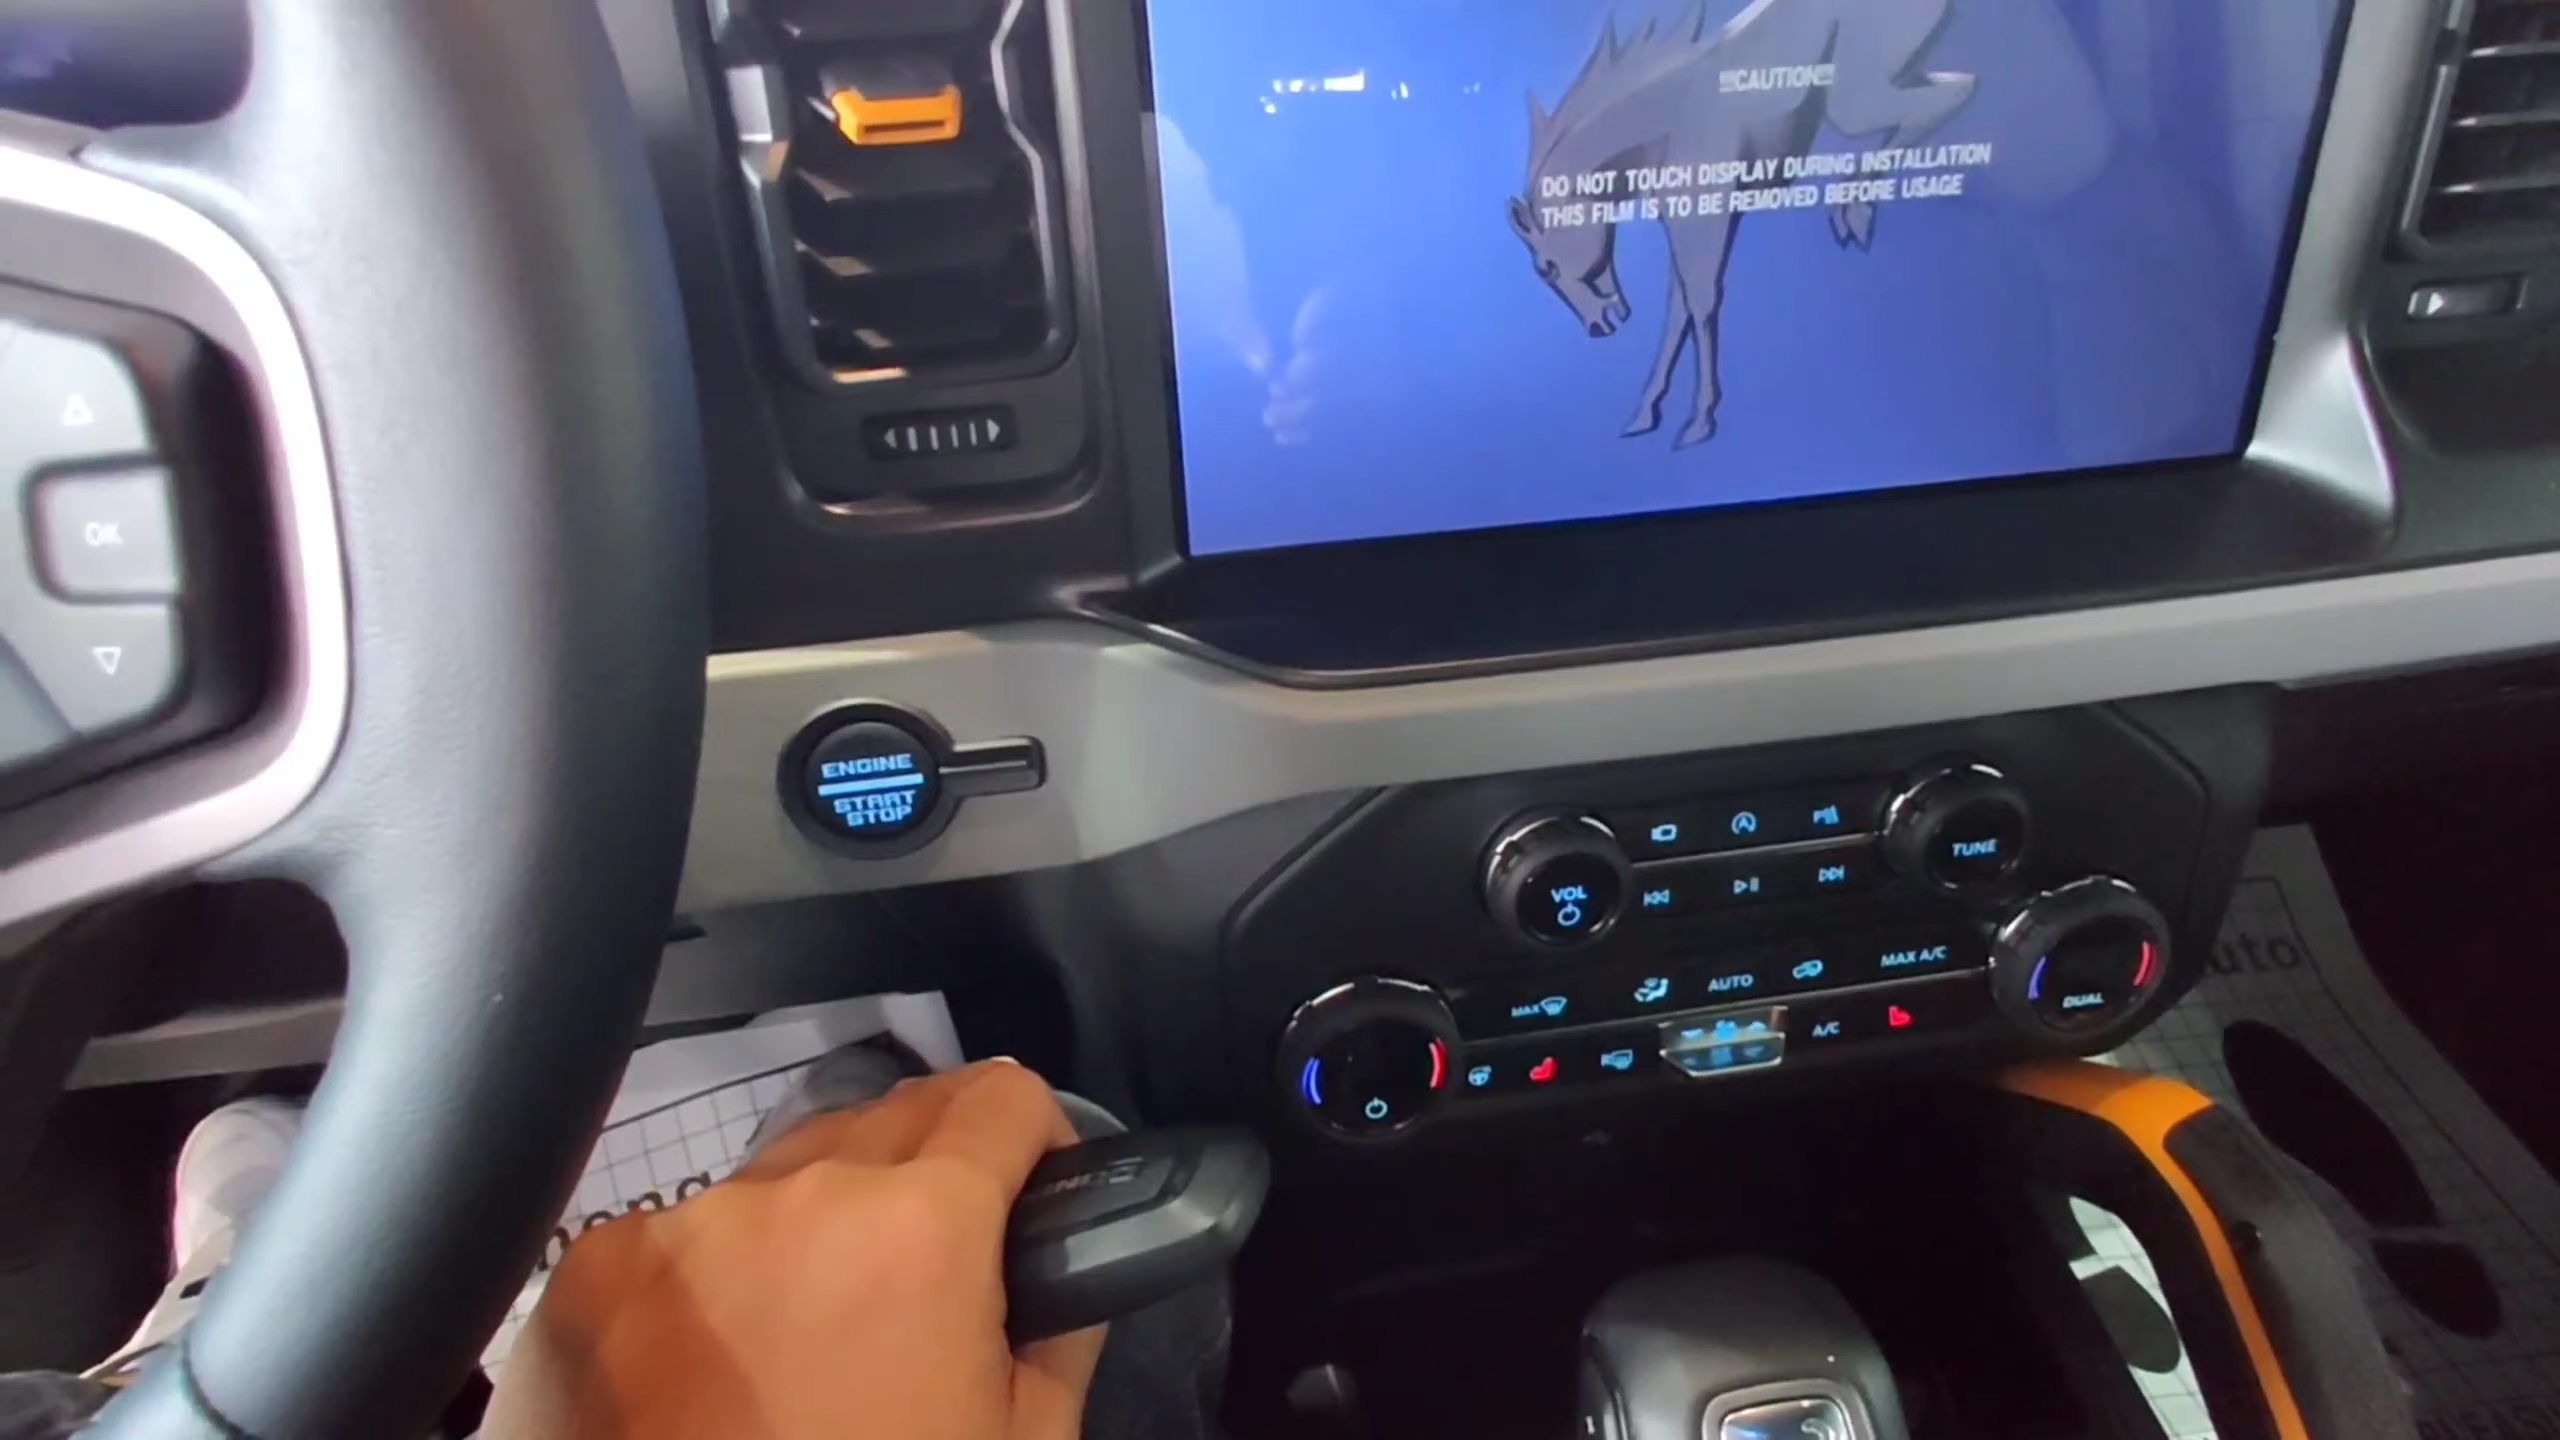 !!!CAUTION!!!
DO NOT TOUCH DISPLAY DURING INSTALLATION
THIS FILM IS TO BE REMOVED BEFORE USAGE
OK
ENGINE
START
STOP
VOL
TUNE
MAX
AUTO
MAX A/C
A/C
DUAL
auto